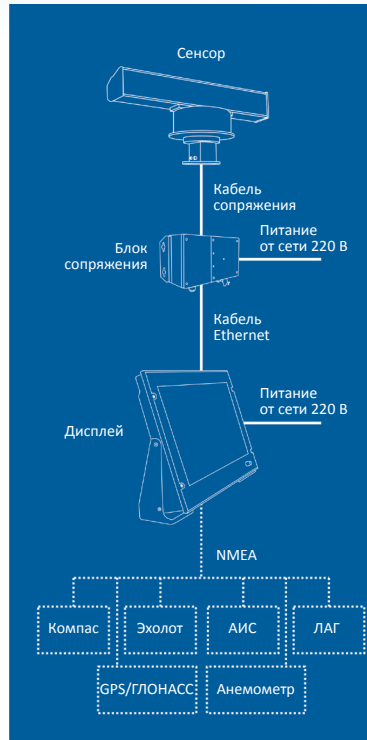 Сенсор
Кабель
сопряжения
Питание
от сети 220 В
Блок
сопряжения
Кабель
Ethernet
Питание
от сети 220 В
Дисплей
NMEA
Компас
Эхолот
АИС
ЛАГ
GPS/ГЛОНАСС
Анемометр